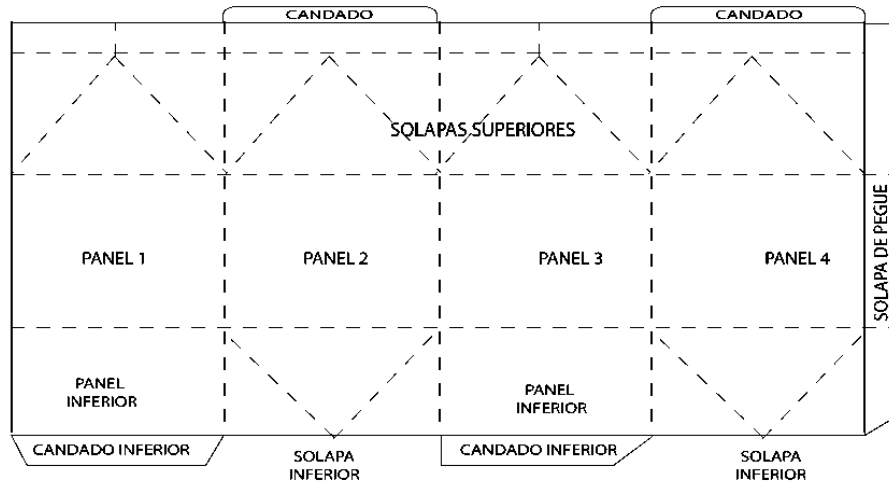 CANDADO
CANDADO
SOLAPAS SUPERIORES
PANEL 1
PANEL 2
PANEL 3
PANEL 4
SOLAPA DE PEGUE
PANEL
INFERIOR
PANEL
INFERIOR
CANDADO INFERIOR
SOLAPA
INFERIOR
CANDADO INFERIOR
SOLAPA
INFERIOR